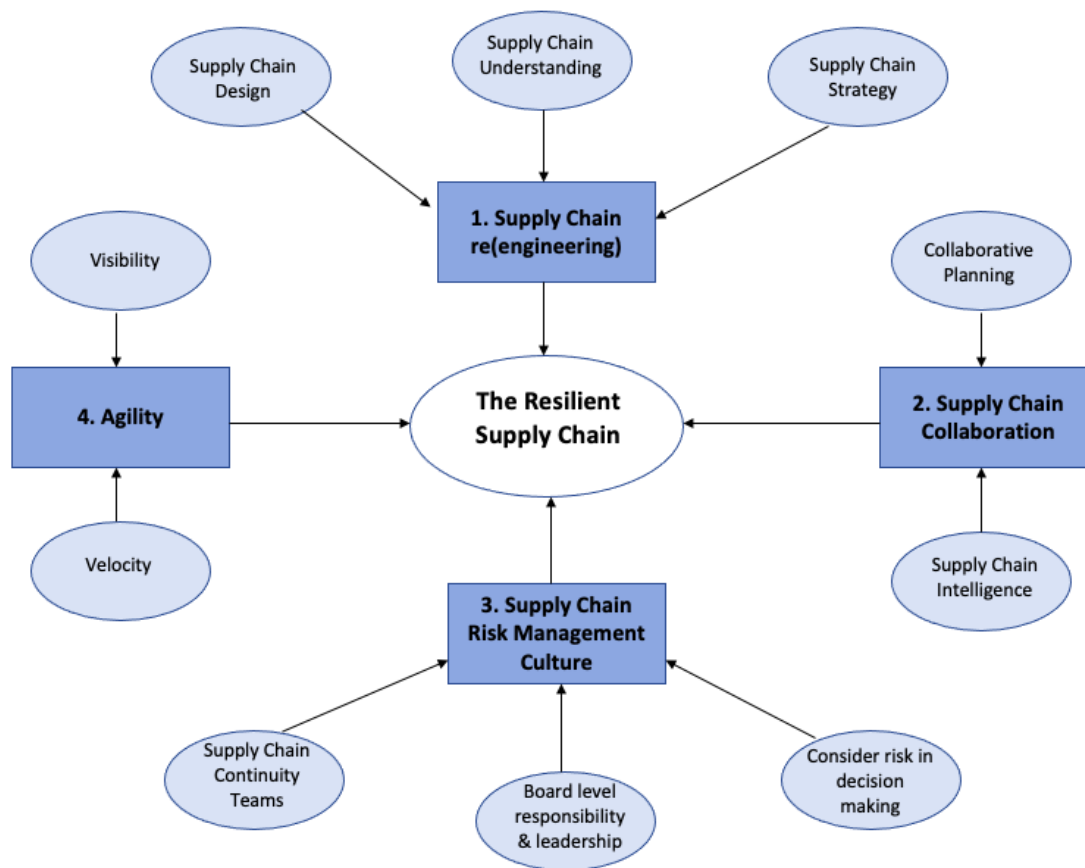 Supply Chain
Design
Supply Chain
Understanding
Supply Chain
Strategy
1. Supply Chain
re(engineering)
Visibility
Collaborative
Planning
4. Agility
The Resilient
Supply Chain
2. Supply Chain
Collaboration
Velocity
Supply Chain
Intelligence
3. Supply Chain
Risk Management
Culture
Supply Chain
Continuity
Teams
Board level
responsibility
& leadership
Consider risk in
decision
making